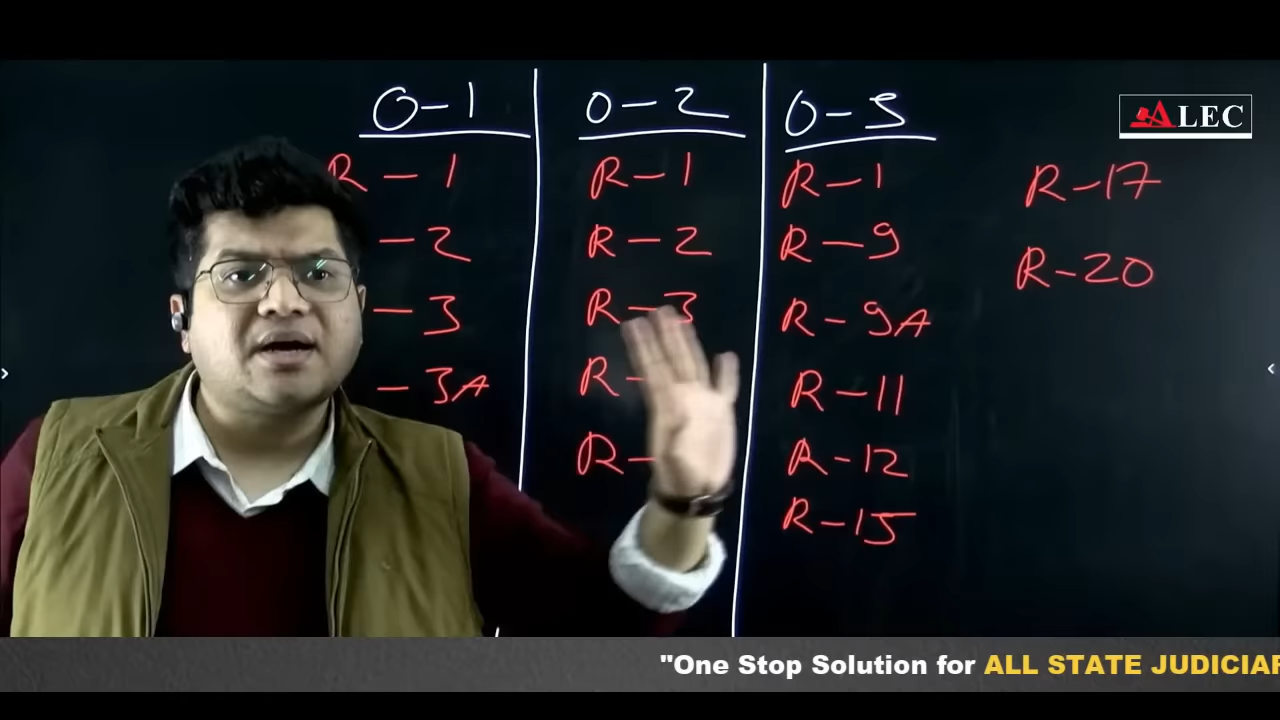 O-1
R-1
-2
-3
-3A
O-2
R-1
R-2
R-3
R-
R-
O-5
R-1
R-9
R-9A
R-11
R-12
R-15
R-17
R-20
ALEC
"One Stop Solution for ALL STATE JUDICIAR